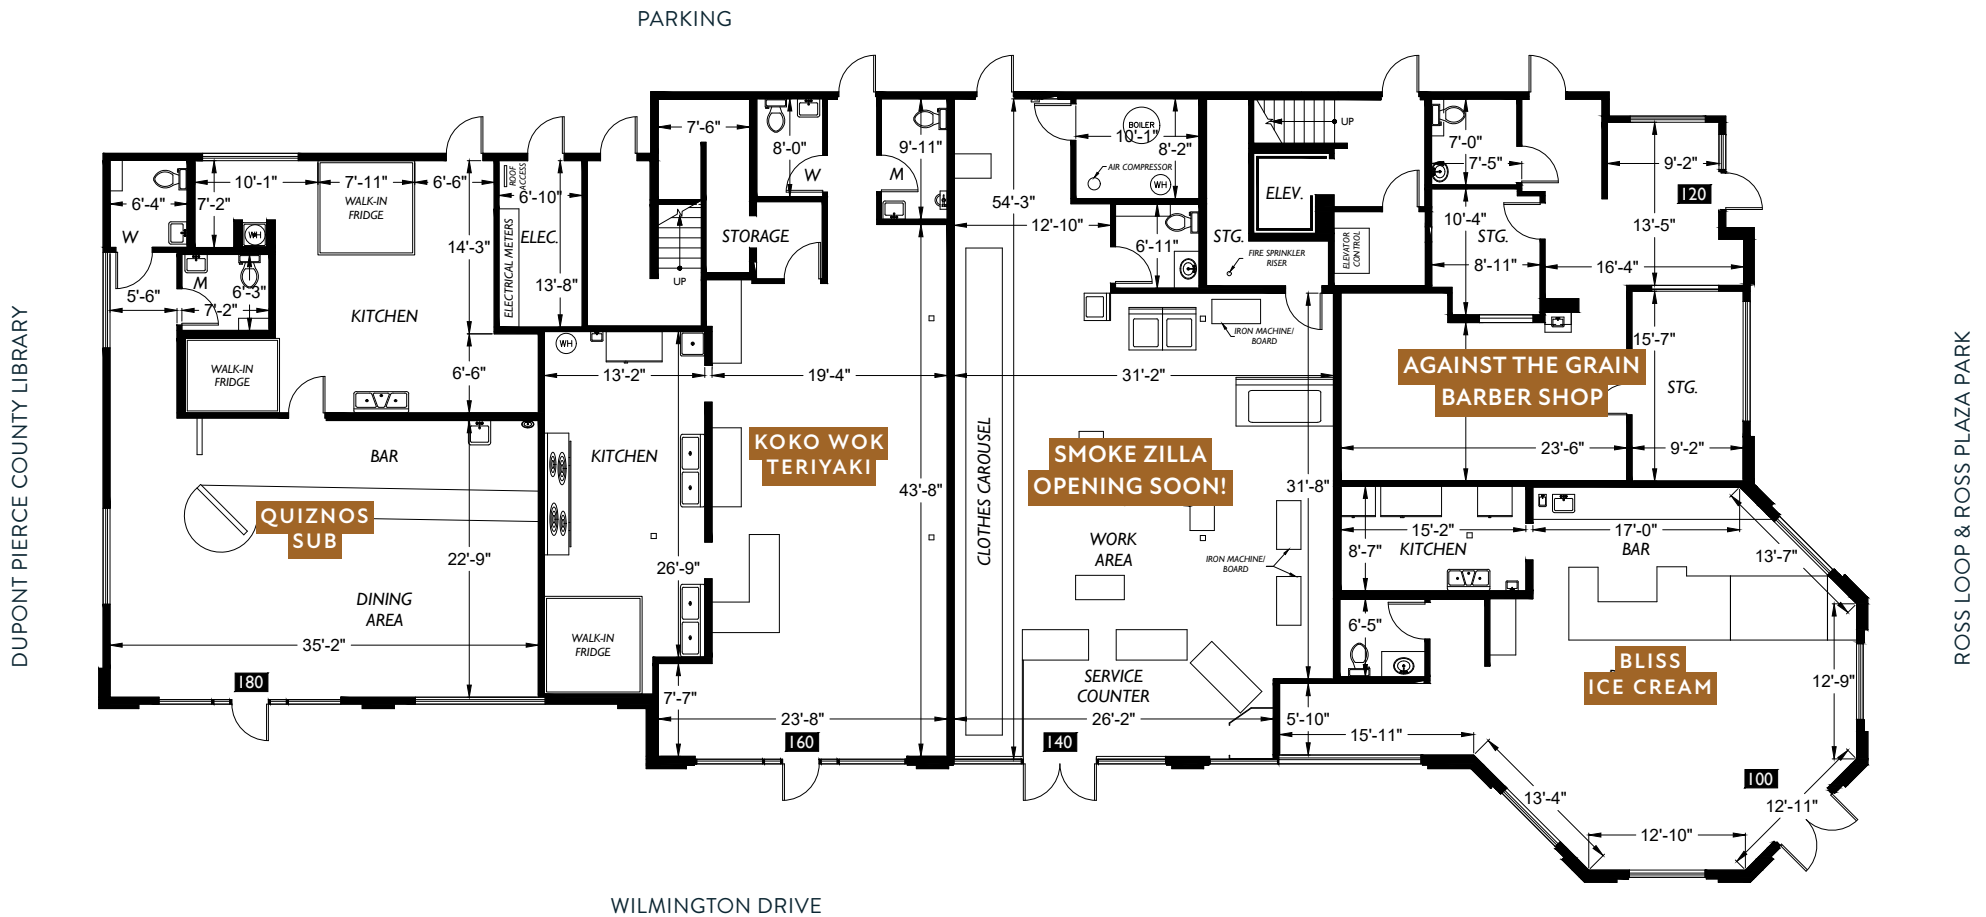 PARKING
7'-6"
8'-0"
W
9'-11"
M
BOILER
10'-1"
8'-2"
AIR COMPRESSOR
WH
UP
7'-0"
7'-5"
9'-2"
120
13'-5"
10'-1"
7'-11"
6'-6"
WALK-IN
FRIDGE
6'-4"
7'-2"
W
WH
ROOF
ACCESS
6'-10"
ELEC.
ELECTRICAL METERS
13'-8"
14'-3"
STORAGE
UP
54'-3"
12'-10"
6'-11"
STG.
ELEV.
FIRE SPRINKLER
RISER
ELEVATOR
CONTROL
10'-4"
STG.
8'-11"
16'-4"
M
5'-6"
6'-3"
7'-2"
KITCHEN
WALK-IN
FRIDGE
6'-6"
WH
13'-2"
19'-4"
31'-2"
IRON MACHINE/
BOARD
AGAINST THE GRAIN
BARBER SHOP
15'-7"
STG.
23'-6"
9'-2"
DUPONT PIERCE COUNTY LIBRARY
ROSS LOOP & ROSS PLAZA PARK
BAR
KITCHEN
KOKO WOK
TERIYAKI
43'-8"
CLOTHES CAROUSEL
SMOKE ZILLA
OPENING SOON!
31'-8"
QUIZNOS
SUB
22'-9"
26'-9"
WORK
AREA
IRON MACHINE/
BOARD
15'-2"
8'-7"
KITCHEN
17'-0"
BAR
13'-7"
DINING
AREA
35'-2"
WALK-IN
FRIDGE
6'-5"
BLISS
ICE CREAM
12'-9"
180
7'-7"
23'-8"
160
SERVICE
COUNTER
26'-2"
140
5'-10"
15'-11"
100
13'-4"
12'-11"
12'-10"
WILMINGTON DRIVE